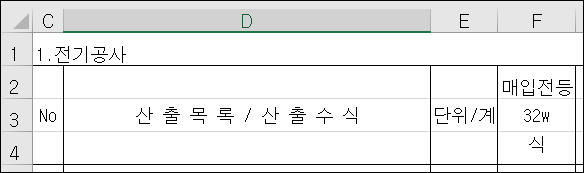 C D E F
1 1.전기공사
2 매입전등
3 No 산 출 목 록 / 산 출 수 식 단위/계 32w
4 식